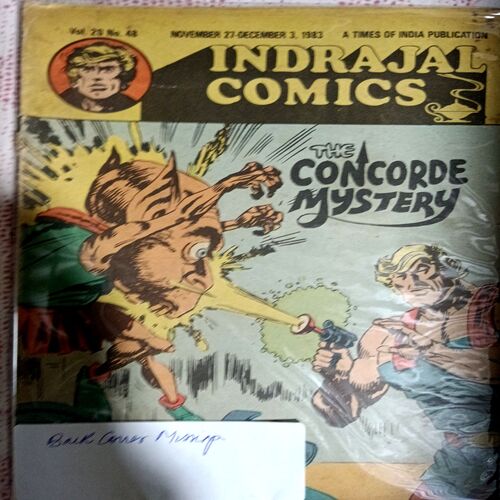 Vol. 20 No. 48 NOVEMBER 27-DECEMBER 3, 1983 A TIMES OF INDIA PUBLICATION
INDRAJAL
COMICS
THE
CONCORDE
MYSTERY
Back Cover Missing